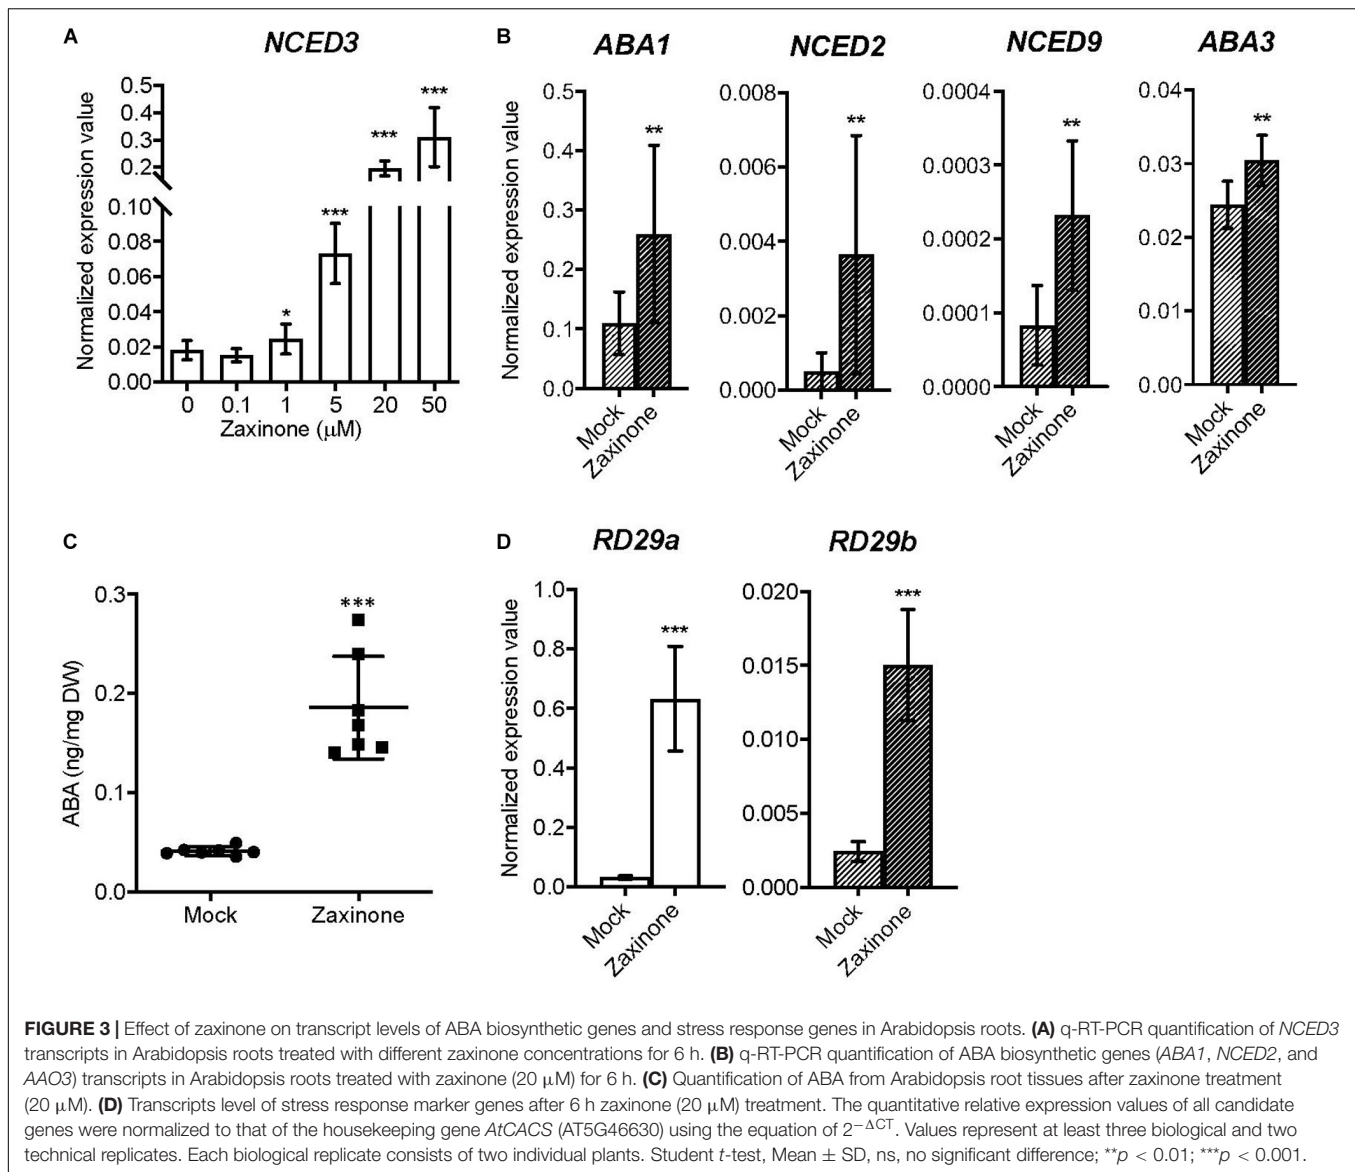 A
NCED3
Normalized expression value
0.5
0.4
0.3
0.2
0.10
0.08
0.06
0.04
0.02
0.00
*
***
***
***
0 0.1 1 5 20 50
Zaxinone (μM)
B
ABA1
Normalized expression value
0.5
0.4
0.3
0.2
0.1
0.0
**
Mock
Zaxinone
NCED2
0.008
0.006
0.004
0.002
0.000
**
Mock
Zaxinone
NCED9
0.0004
0.0003
0.0002
0.0001
0.0000
**
Mock
Zaxinone
ABA3
0.04
0.03
0.02
0.01
0.00
**
Mock
Zaxinone
C
ABA (ng/mg DW)
0.3
0.2
0.1
0.0
***
Mock Zaxinone
D
RD29a
Normalized expression value
1.0
0.8
0.6
0.4
0.2
0.0
***
Mock
Zaxinone
RD29b
0.020
0.015
0.010
0.005
0.000
***
Mock
Zaxinone
FIGURE 3 | Effect of zaxinone on transcript levels of ABA biosynthetic genes and stress response genes in Arabidopsis roots. (A) q-RT-PCR quantification of NCED3
transcripts in Arabidopsis roots treated with different zaxinone concentrations for 6 h. (B) q-RT-PCR quantification of ABA biosynthetic genes (ABA1, NCED2, and
AAO3) transcripts in Arabidopsis roots treated with zaxinone (20 μM) for 6 h. (C) Quantification of ABA from Arabidopsis root tissues after zaxinone treatment
(20 μM). (D) Transcripts level of stress response marker genes after 6 h zaxinone (20 μM) treatment. The quantitative relative expression values of all candidate
genes were normalized to that of the housekeeping gene AtCACS (AT5G46630) using the equation of 2−ΔCT. Values represent at least three biological and two
technical replicates. Each biological replicate consists of two individual plants. Student t-test, Mean ± SD, ns, no significant difference; **p < 0.01; ***p < 0.001.